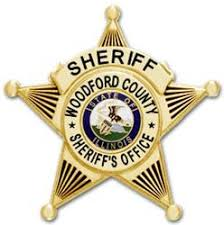 SHERIFF
WOODFORD COUNTY
STATE OF
ILLINOIS
SHERIFF'S OFFICE